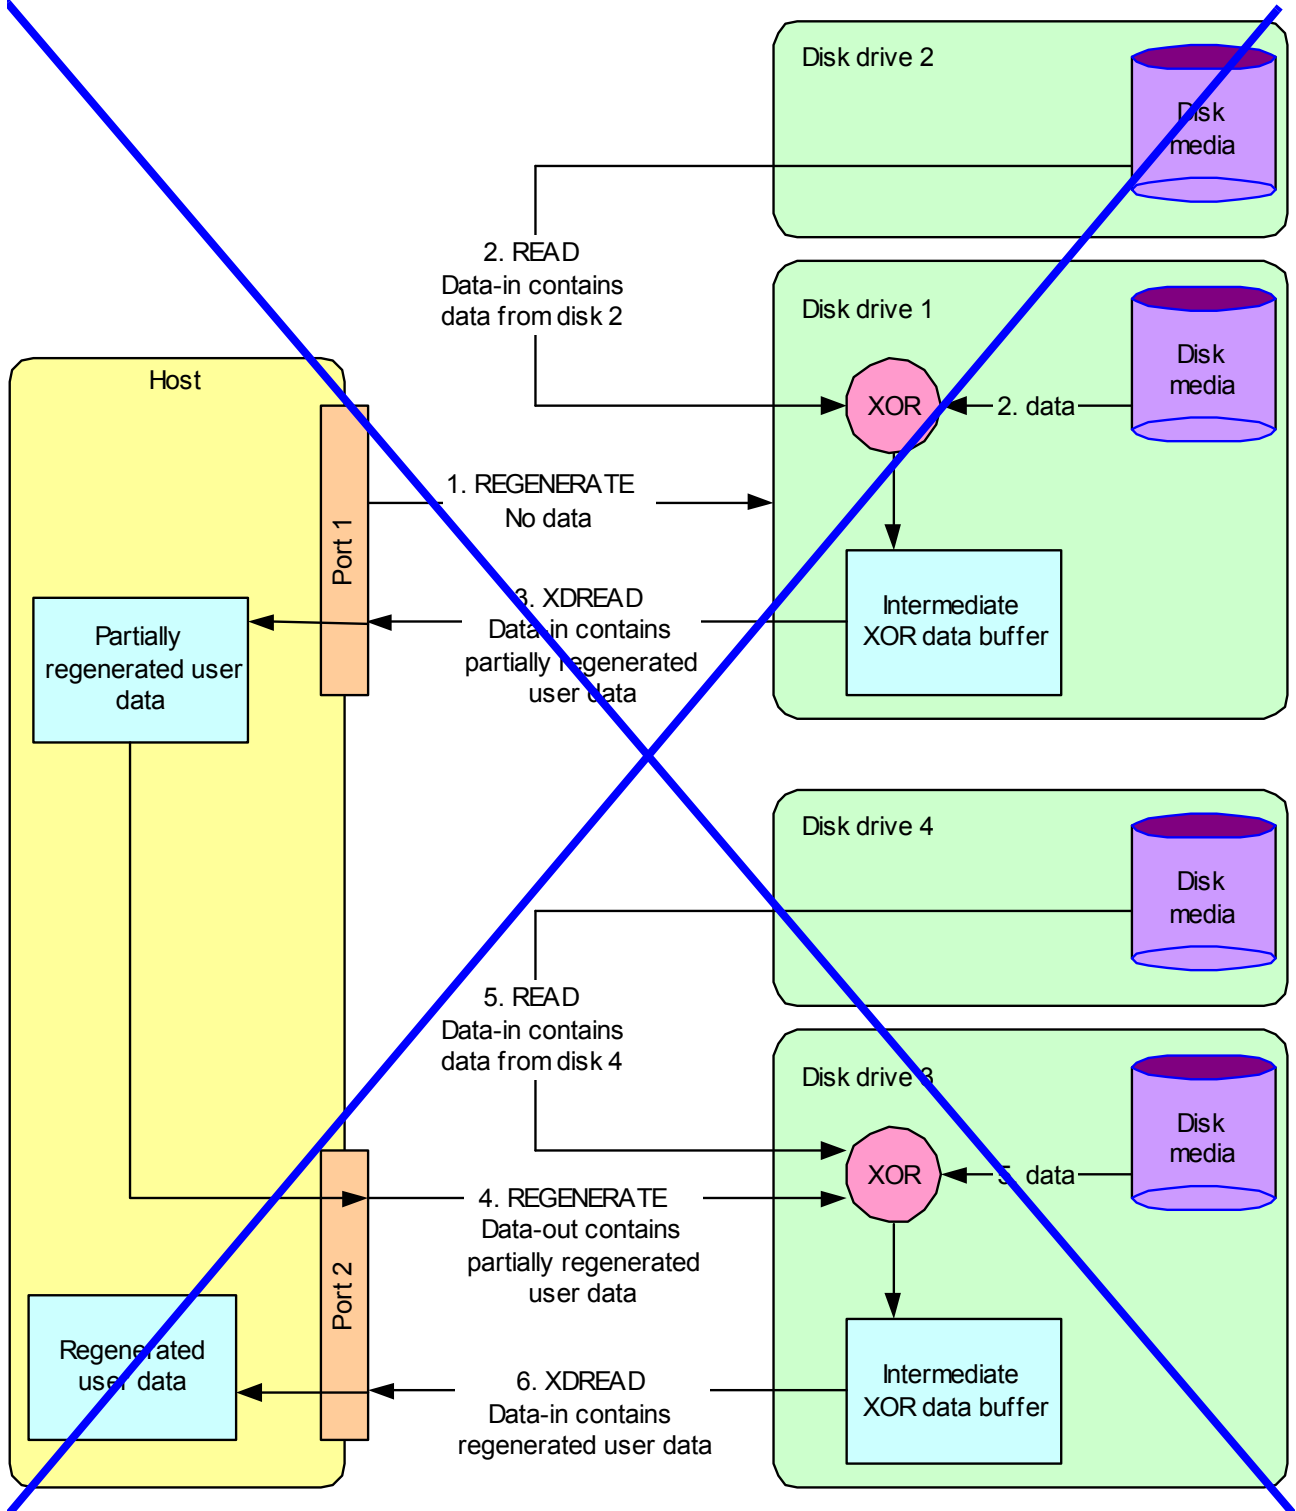 Disk drive 2
Disk
media
2. READ
Data-in contains
data from disk 2
Disk drive 1
Disk
media
Host
XOR
2. data
1. REGENERATE
No data
Port 1
3. XDREAD
Data-in contains
partially regenerated
user data
Intermediate
XOR data buffer
Partially
regenerated user
data
Disk drive 4
Disk
media
5. READ
Data-in contains
data from disk 4
Disk drive 3
Disk
media
XOR
5. data
4. REGENERATE
Data-out contains
partially regenerated
user data
Port 2
Regenerated
user data
6. XDREAD
Data-in contains
regenerated user data
Intermediate
XOR data buffer